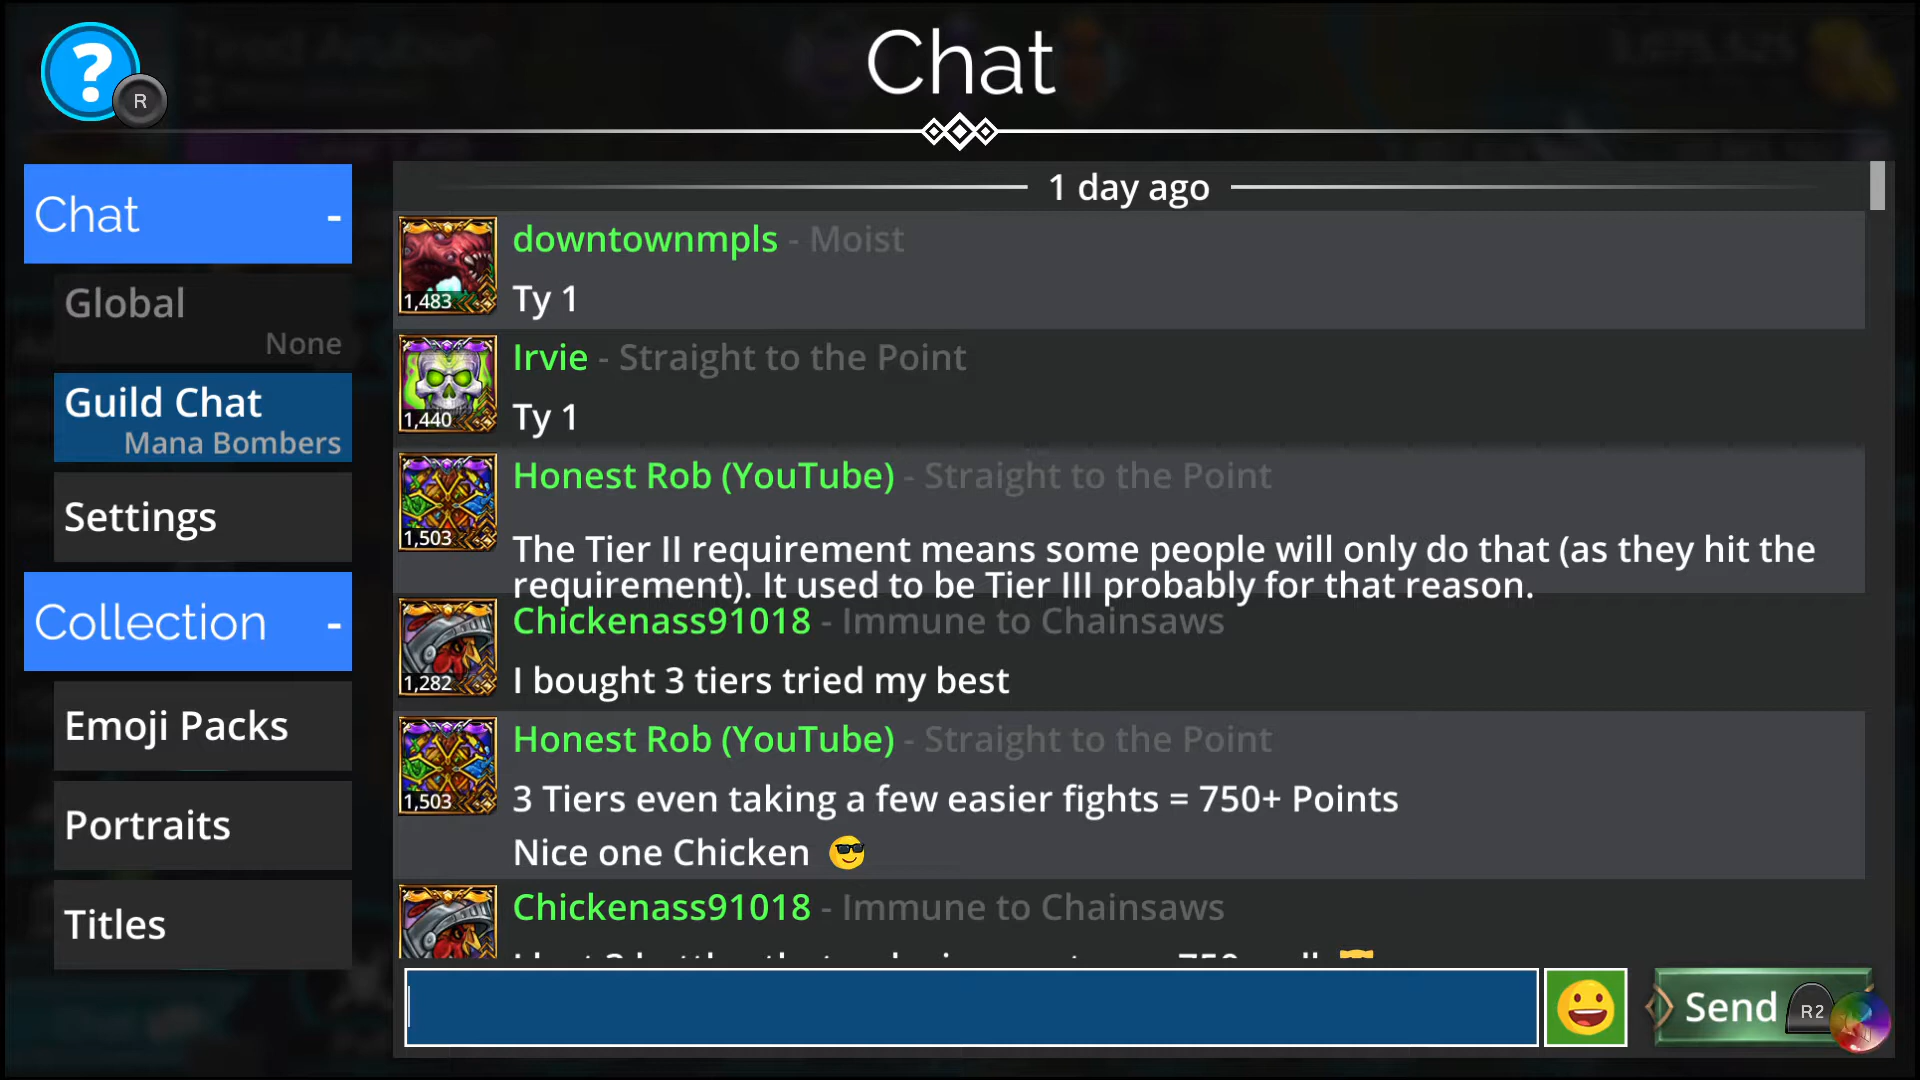 Chat
R
Chat -
Global
None
Guild Chat
Mana Bombers
Settings
Collection -
Emoji Packs
Portraits
Titles
1 day ago
downtownmpls - Moist
1,483
Ty 1
Irvie - Straight to the Point
1,440
Ty 1
Honest Rob (YouTube) - Straight to the Point
1,503
The Tier II requirement means some people will only do that (as they hit the
requirement). It used to be Tier III probably for that reason.
Chickenass91018 - Immune to Chainsaws
1,282
I bought 3 tiers tried my best
Honest Rob (YouTube) - Straight to the Point
1,503
3 Tiers even taking a few easier fights = 750+ Points
Nice one Chicken 😎
Chickenass91018 - Immune to Chainsaws
Send R2